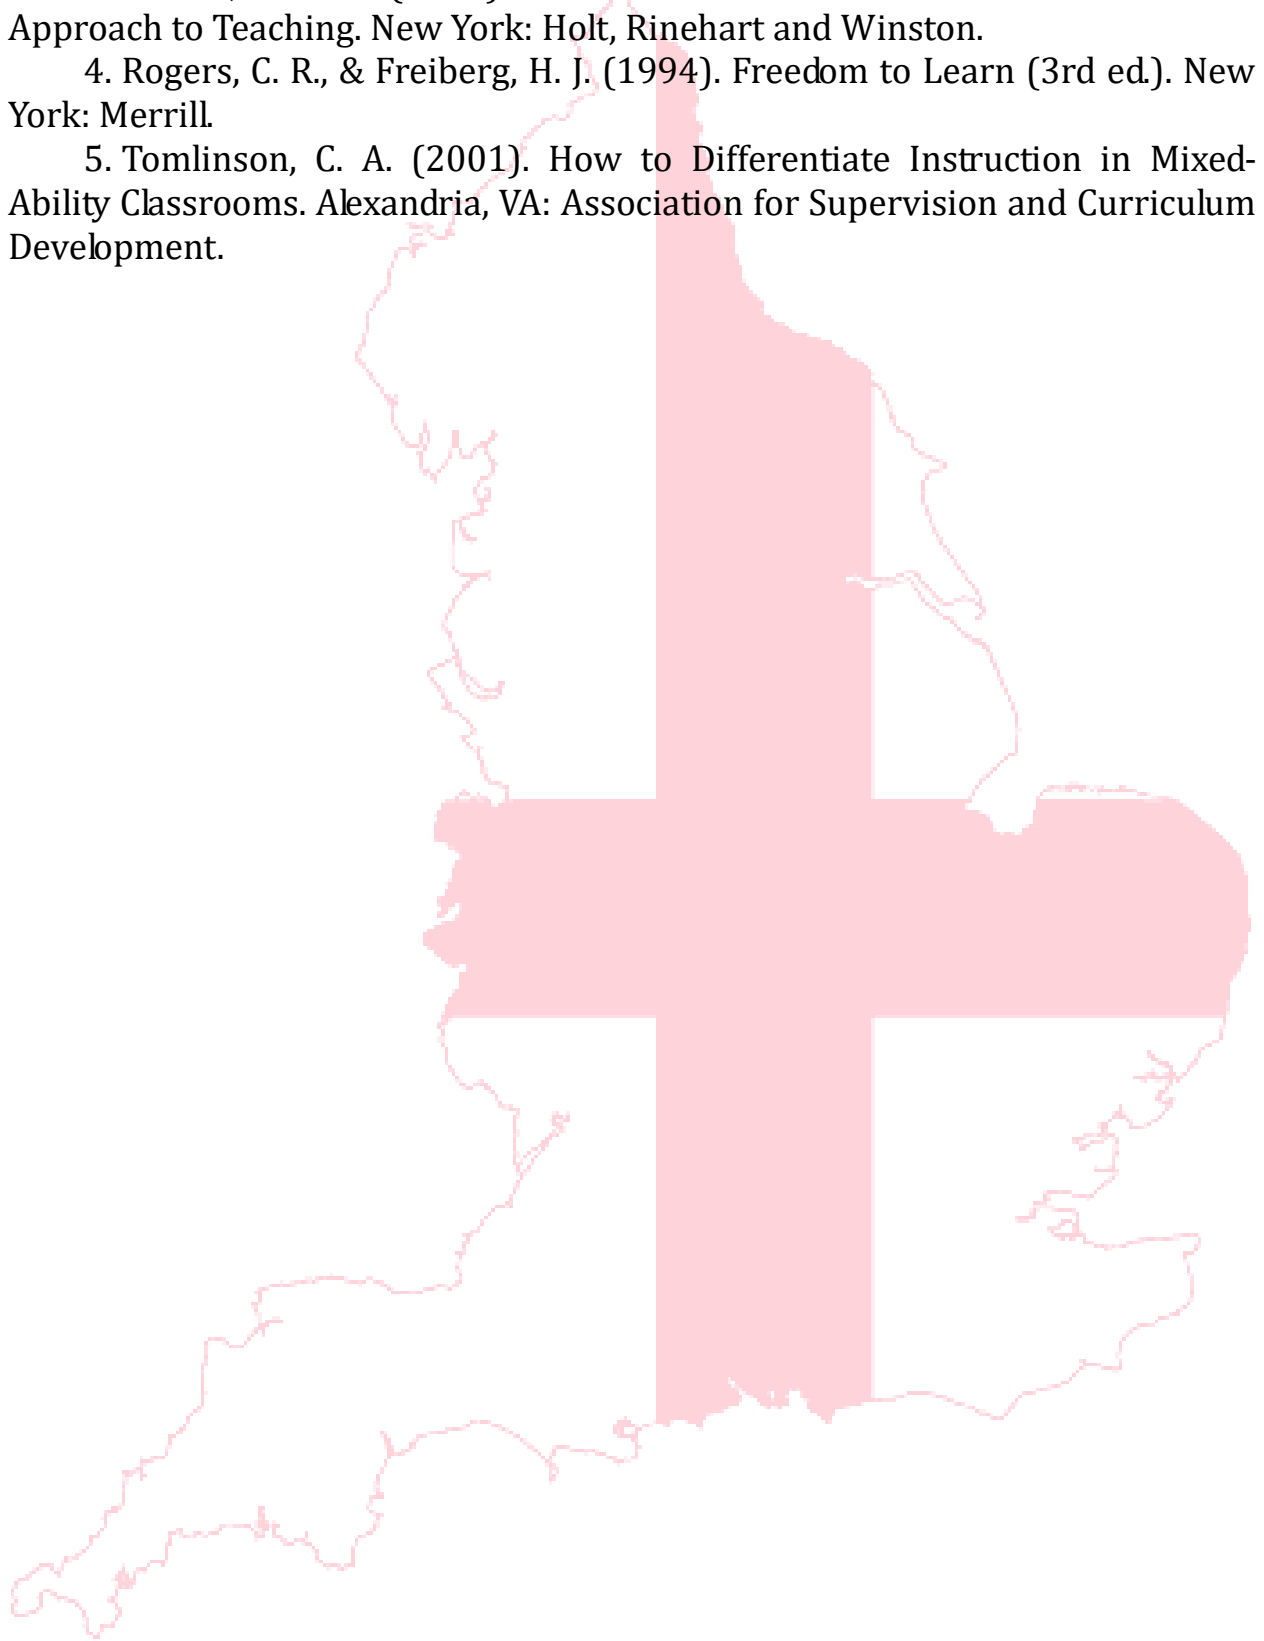 Approach to Teaching. New York: Holt, Rinehart and Winston.
4. Rogers, C. R., & Freiberg, H. J. (1994). Freedom to Learn (3rd ed.). New
York: Merrill.
5. Tomlinson, C. A. (2001). How to Differentiate Instruction in Mixed-
Ability Classrooms. Alexandria, VA: Association for Supervision and Curriculum
Development.